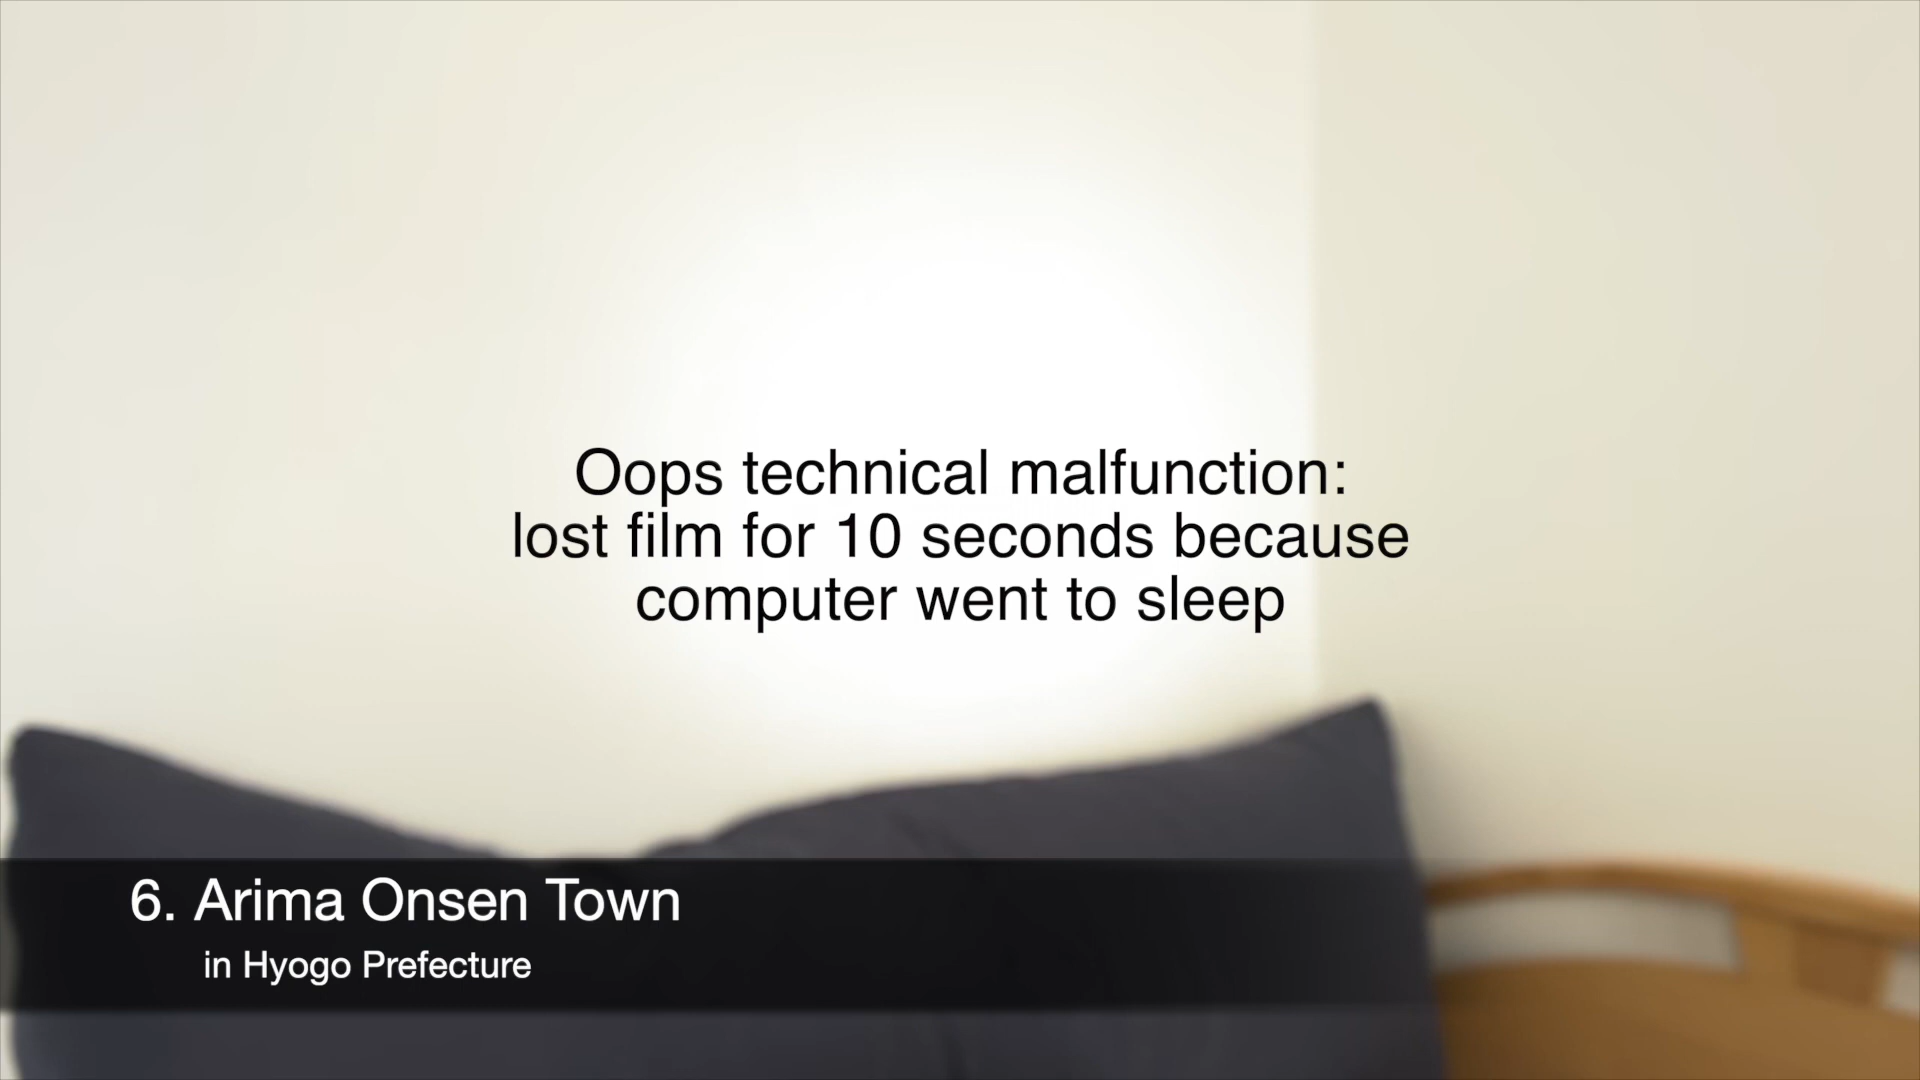 Oops technical malfunction:
lost film for 10 seconds because
computer went to sleep
6. Arima Onsen Town
in Hyogo Prefecture